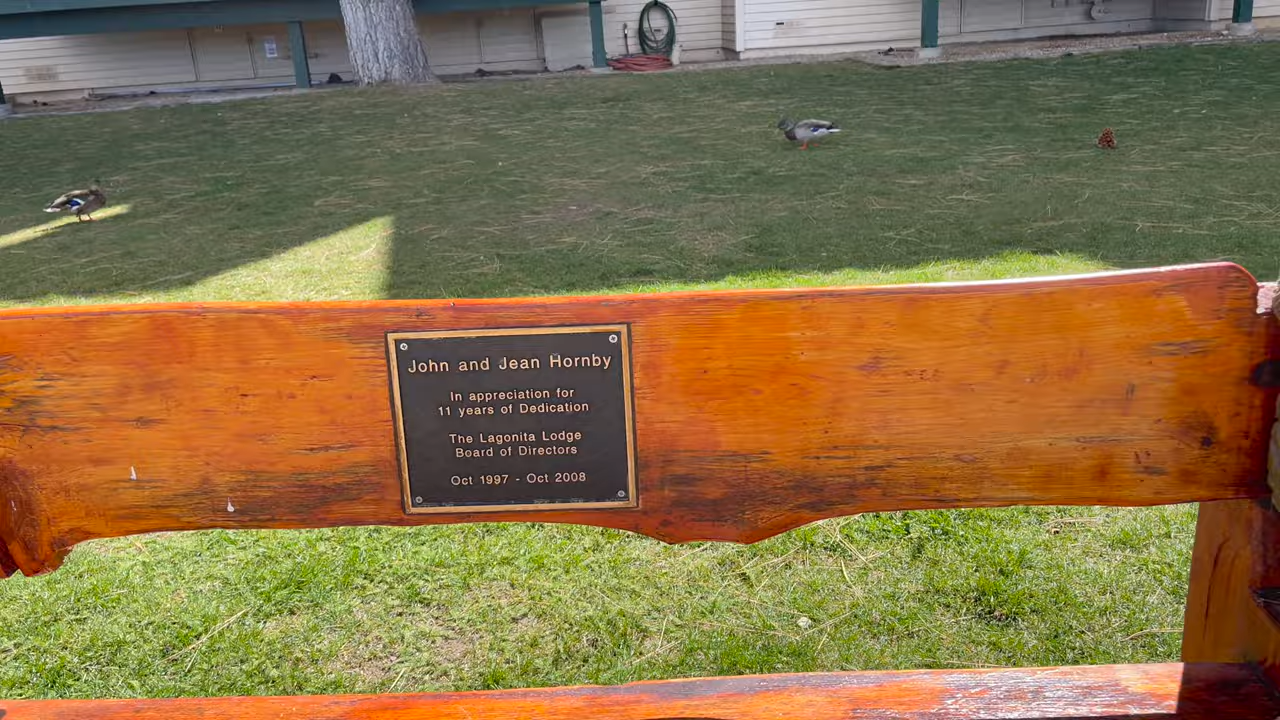 John and Jean Hornby
In appreciation for
11 years of Dedication
The Lagonita Lodge
Board of Directors
Oct 1997 - Oct 2008